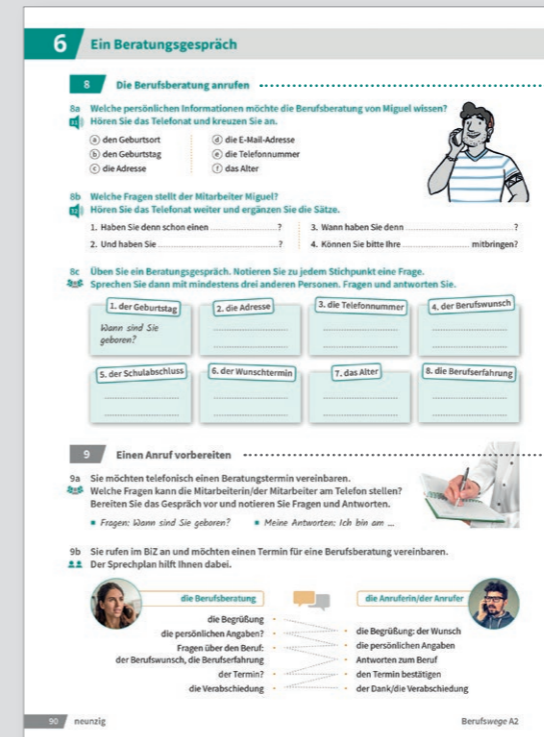 6 Ein Beratungsgespräch
8 Die Berufsberatung anrufen
8a Welche persönlichen Informationen möchte die Berufsberatung von Miguel wissen?
Hören Sie das Telefonat und kreuzen Sie an.
ⓐ den Geburtsort ⓓ die E-Mail-Adresse
ⓑ den Geburtstag ⓔ die Telefonnummer
ⓒ die Adresse ⓕ das Alter
8b Welche Fragen stellt der Mitarbeiter Miguel?
Hören Sie das Telefonat weiter und ergänzen Sie die Sätze.
1. Haben Sie denn schon einen ....................? 3. Wann haben Sie denn ....................?
2. Und haben Sie ....................? 4. Können Sie bitte Ihre .................... mitbringen?
8c Üben Sie ein Beratungsgespräch. Notieren Sie zu jedem Stichpunkt eine Frage.
Sprechen Sie dann mit mindestens drei anderen Personen. Fragen und antworten Sie.
1. der Geburtstag 2. die Adresse 3. die Telefonnummer 4. der Berufswunsch
Wann sind Sie
geboren?
5. der Schulabschluss 6. der Wunschtermin 7. das Alter 8. die Berufserfahrung
9 Einen Anruf vorbereiten
9a Sie möchten telefonisch einen Beratungstermin vereinbaren.
Welche Fragen kann die Mitarbeiterin/der Mitarbeiter am Telefon stellen?
Bereiten Sie das Gespräch vor und notieren Sie Fragen und Antworten.
▪ Fragen: Wann sind Sie geboren? ▪ Meine Antworten: Ich bin am ...
9b Sie rufen im BiZ an und möchten einen Termin für eine Berufsberatung vereinbaren.
Der Sprechplan hilft Ihnen dabei.
die Berufsberatung die Anruferin/der Anrufer
die Begrüßung
die Begrüßung: der Wunsch
die persönlichen Angaben?
die persönlichen Angaben
Fragen über den Beruf:
der Berufswunsch, die Berufserfahrung
Antworten zum Beruf
der Termin?
den Termin bestätigen
die Verabschiedung
der Dank/die Verabschiedung
90 neunzig Berufswege A2